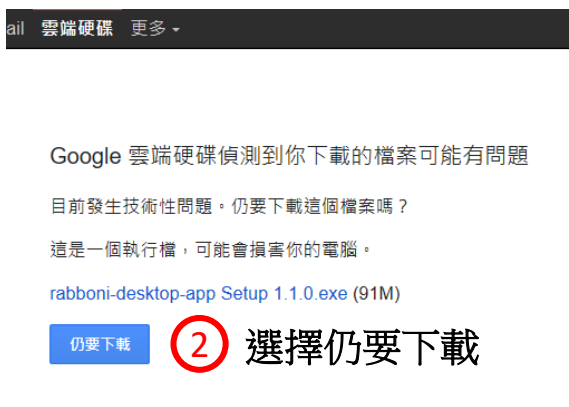 ail 雲端硬碟 更多
Google 雲端硬碟偵測到你下載的檔案可能有問題
目前發生技術性問題。仍要下載這個檔案嗎？
這是一個執行檔，可能會損害你的電腦。
rabboni-desktop-app Setup 1.1.0.exe (91M)
仍要下載 2 選擇仍要下載